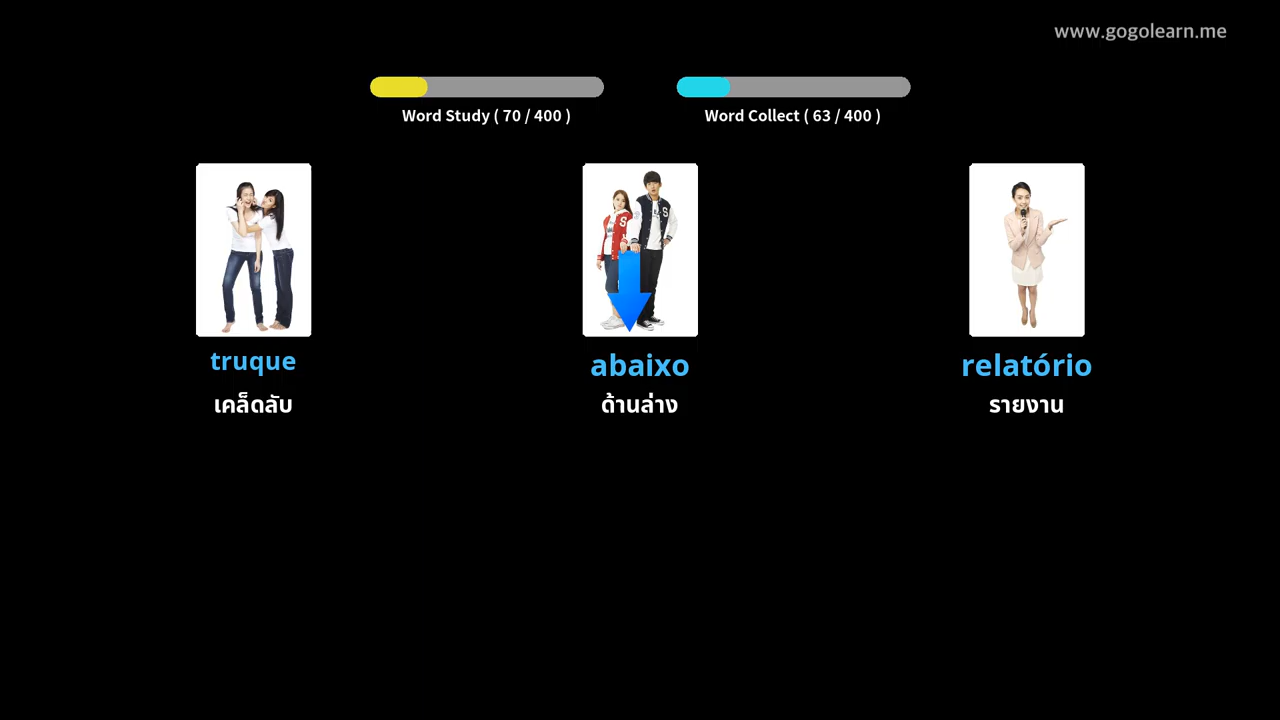 www.gogolearn.me
Word Study ( 70 / 400 )
Word Collect ( 63 / 400 )
S
S
truque
abaixo
relatório
เคล็ดลับ
ด้านล่าง
รายงาน